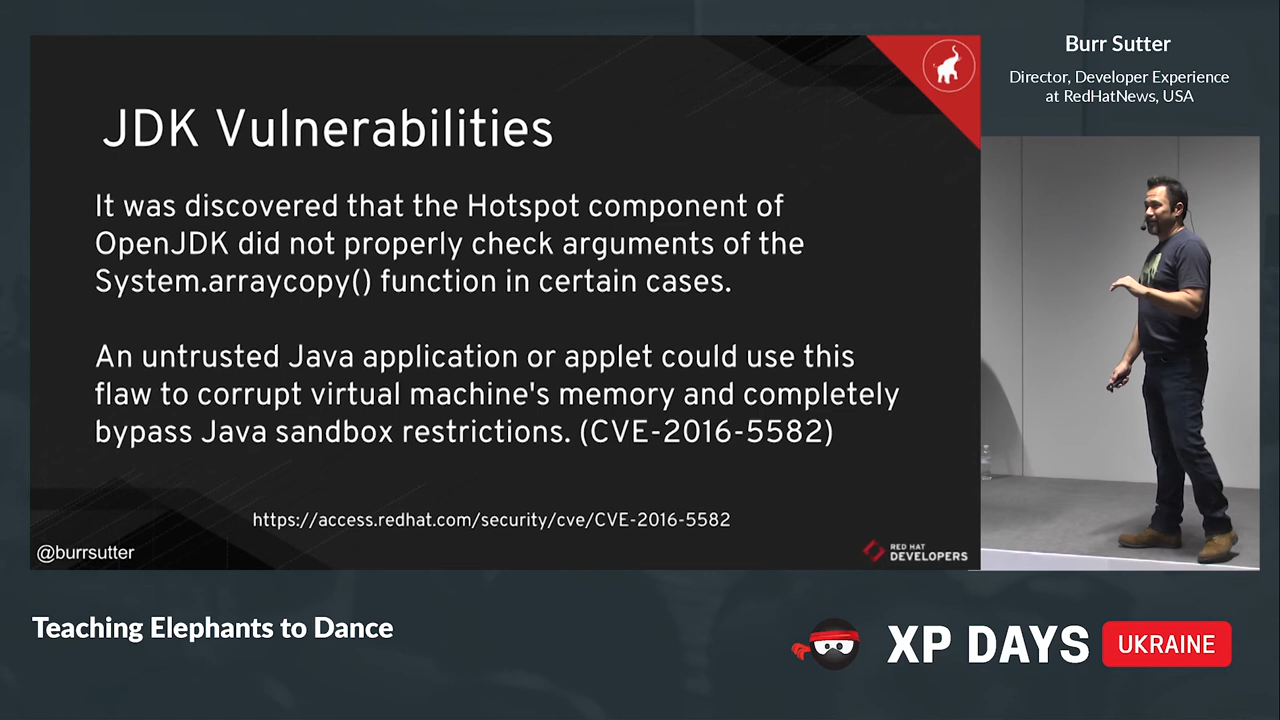 Burr Sutter
Director, Developer Experience
at RedHatNews, USA
JDK Vulnerabilities
It was discovered that the Hotspot component of
OpenJDK did not properly check arguments of the
System.arraycopy() function in certain cases.
An untrusted Java application or applet could use this
flaw to corrupt virtual machine's memory and completely
bypass Java sandbox restrictions. (CVE-2016-5582)
https://access.redhat.com/security/cve/CVE-2016-5582
@burrsutter
RED HAT
DEVELOPERS
Teaching Elephants to Dance
XP DAYS
UKRAINE